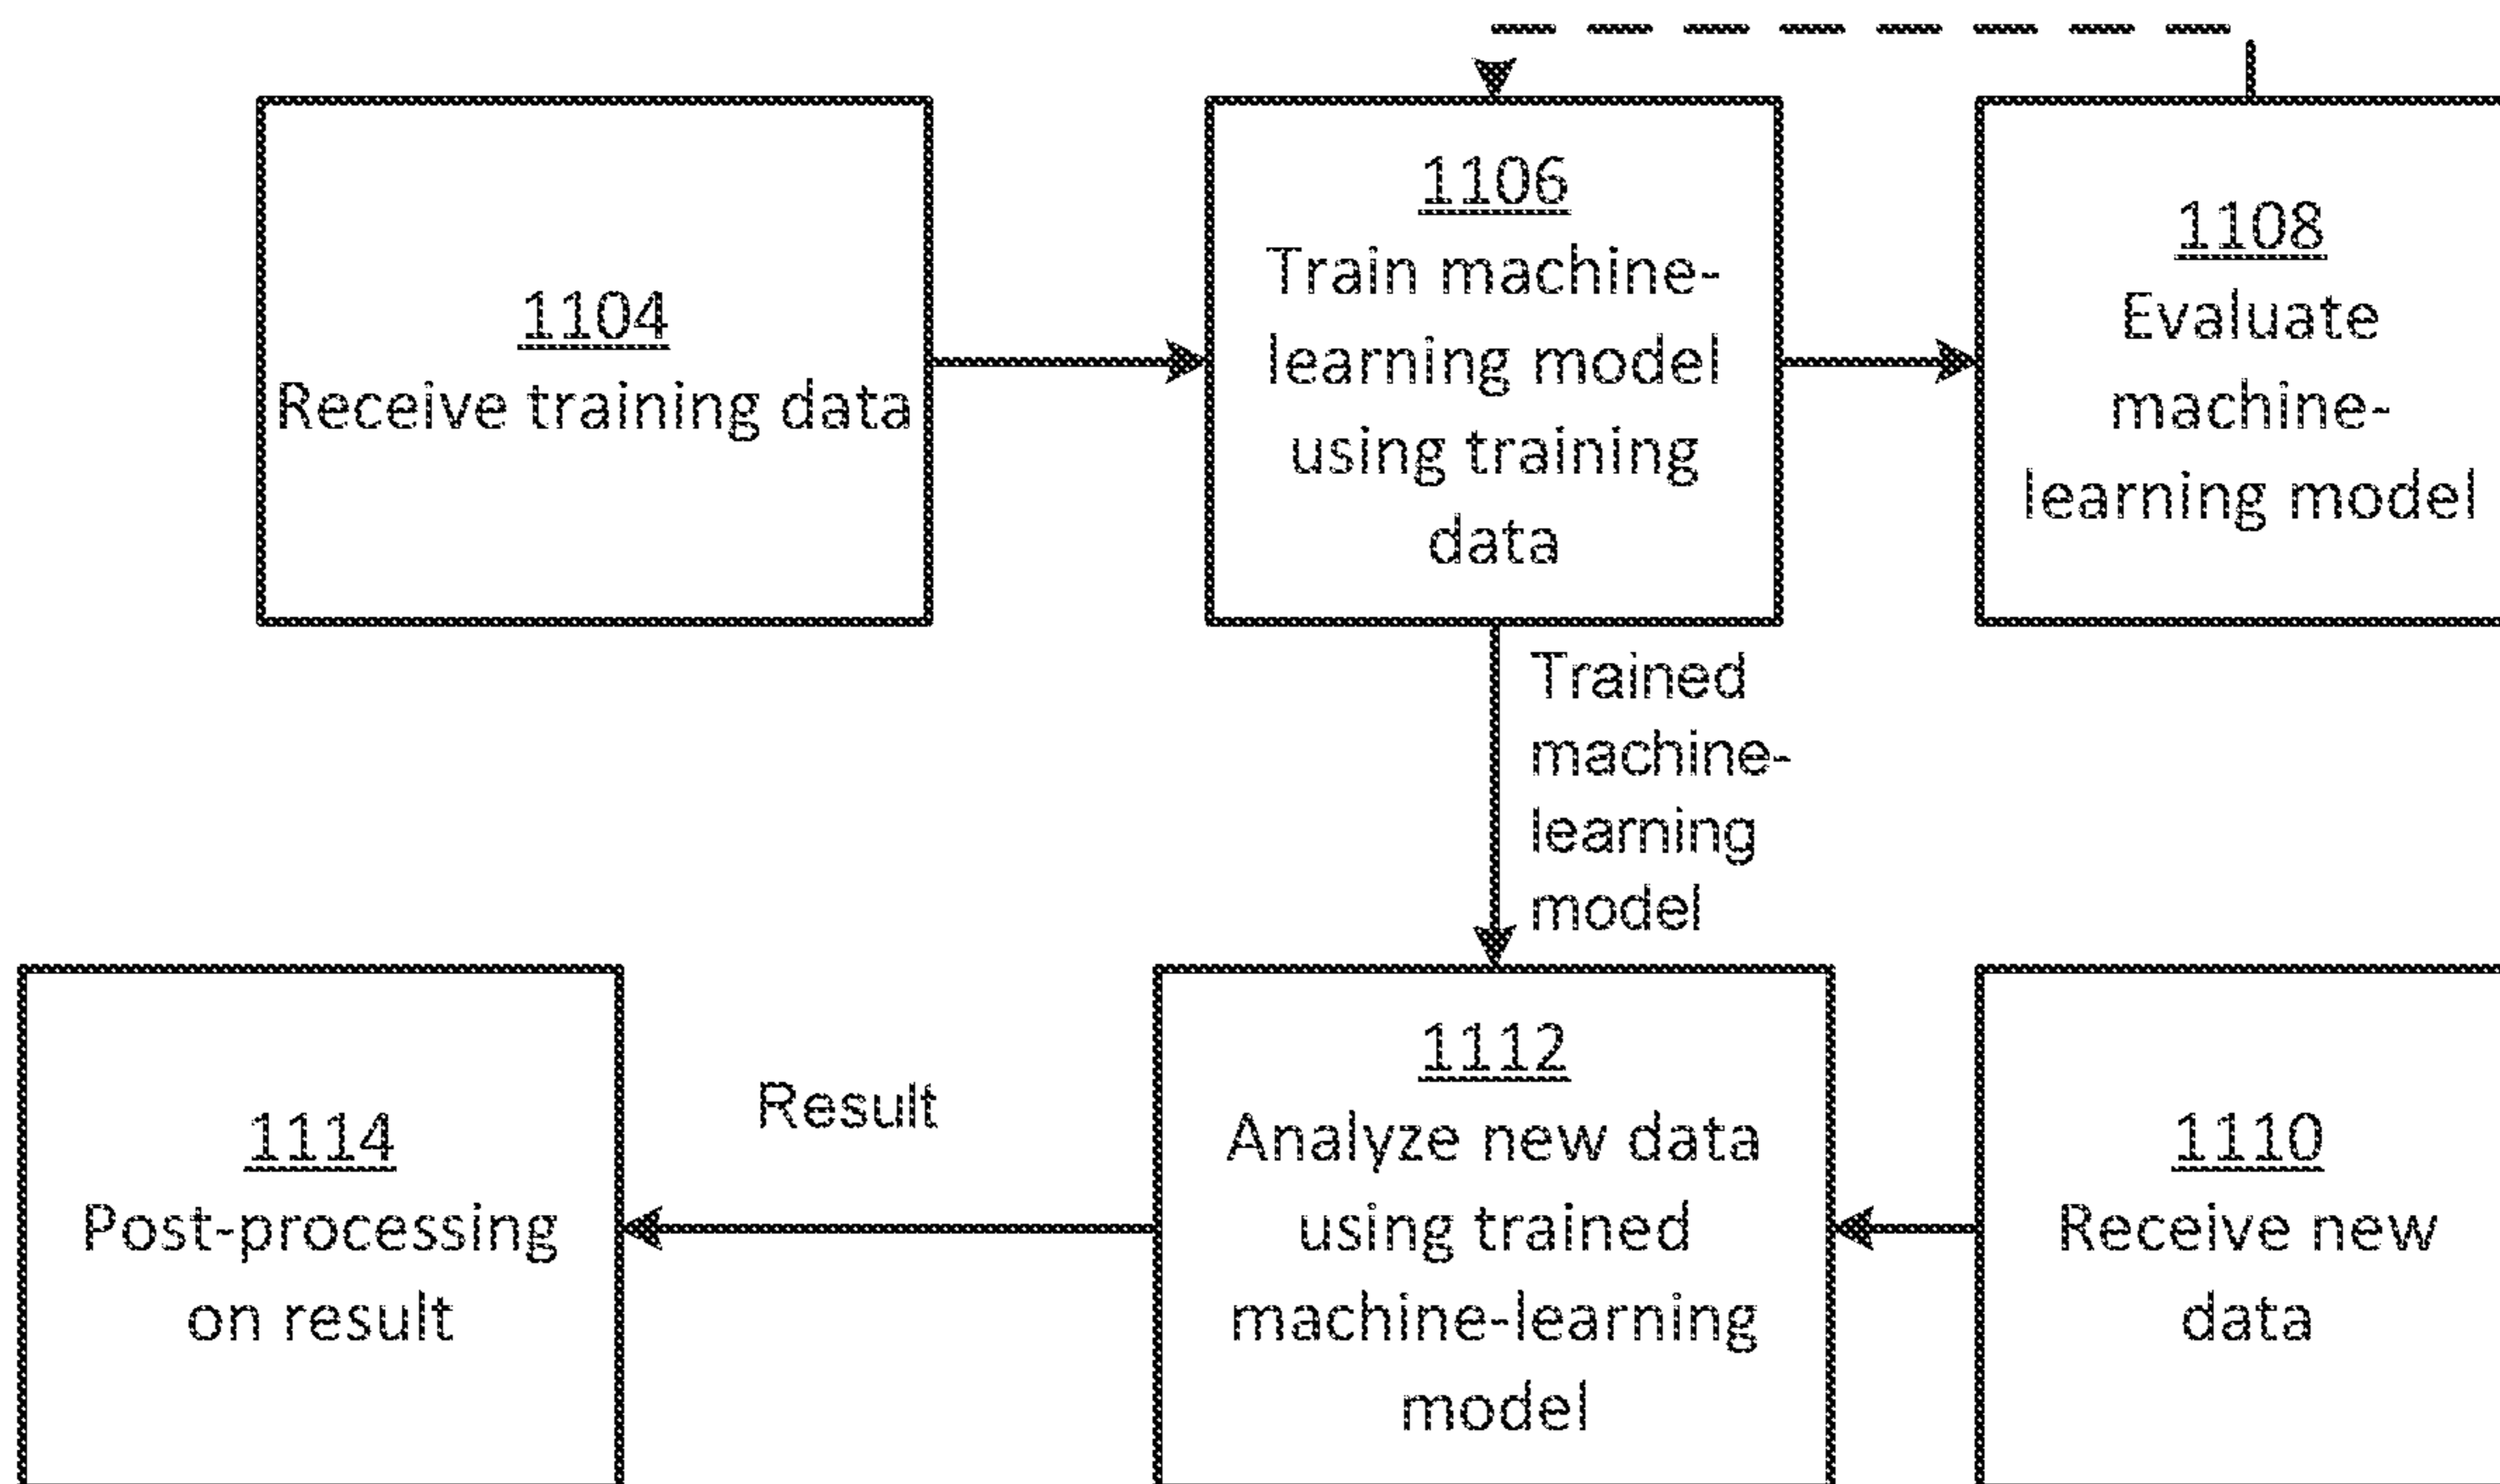 1104
Receive training data
1106
Train machine-
learning model
using training
data
1108
Evaluate
machine-
learning model
Trained
machine-
learning
model
1114
Post-processing
on result
Result
1112
Analyze new data
using trained
machine-learning
model
1110
Receive new
data